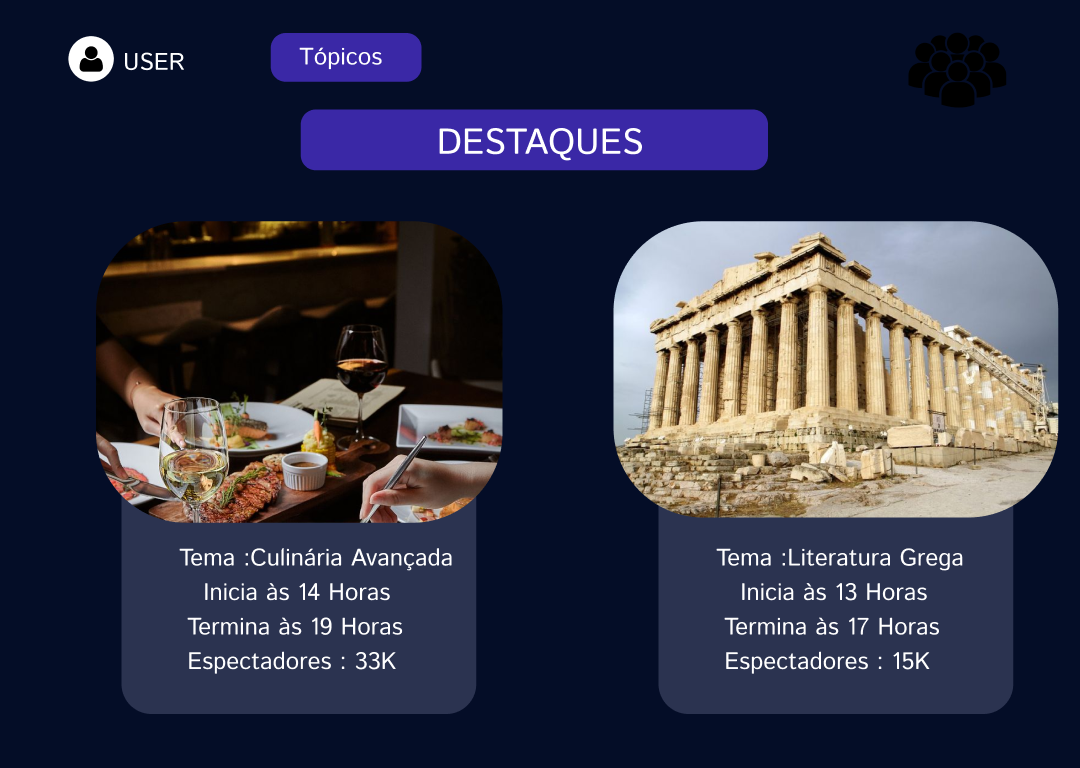 USER
Tópicos
DESTAQUES
Tema :Culinária Avançada
Inicia às 14 Horas
Termina às 19 Horas
Espectadores : 33K
Tema :Literatura Grega
Inicia às 13 Horas
Termina às 17 Horas
Espectadores : 15K